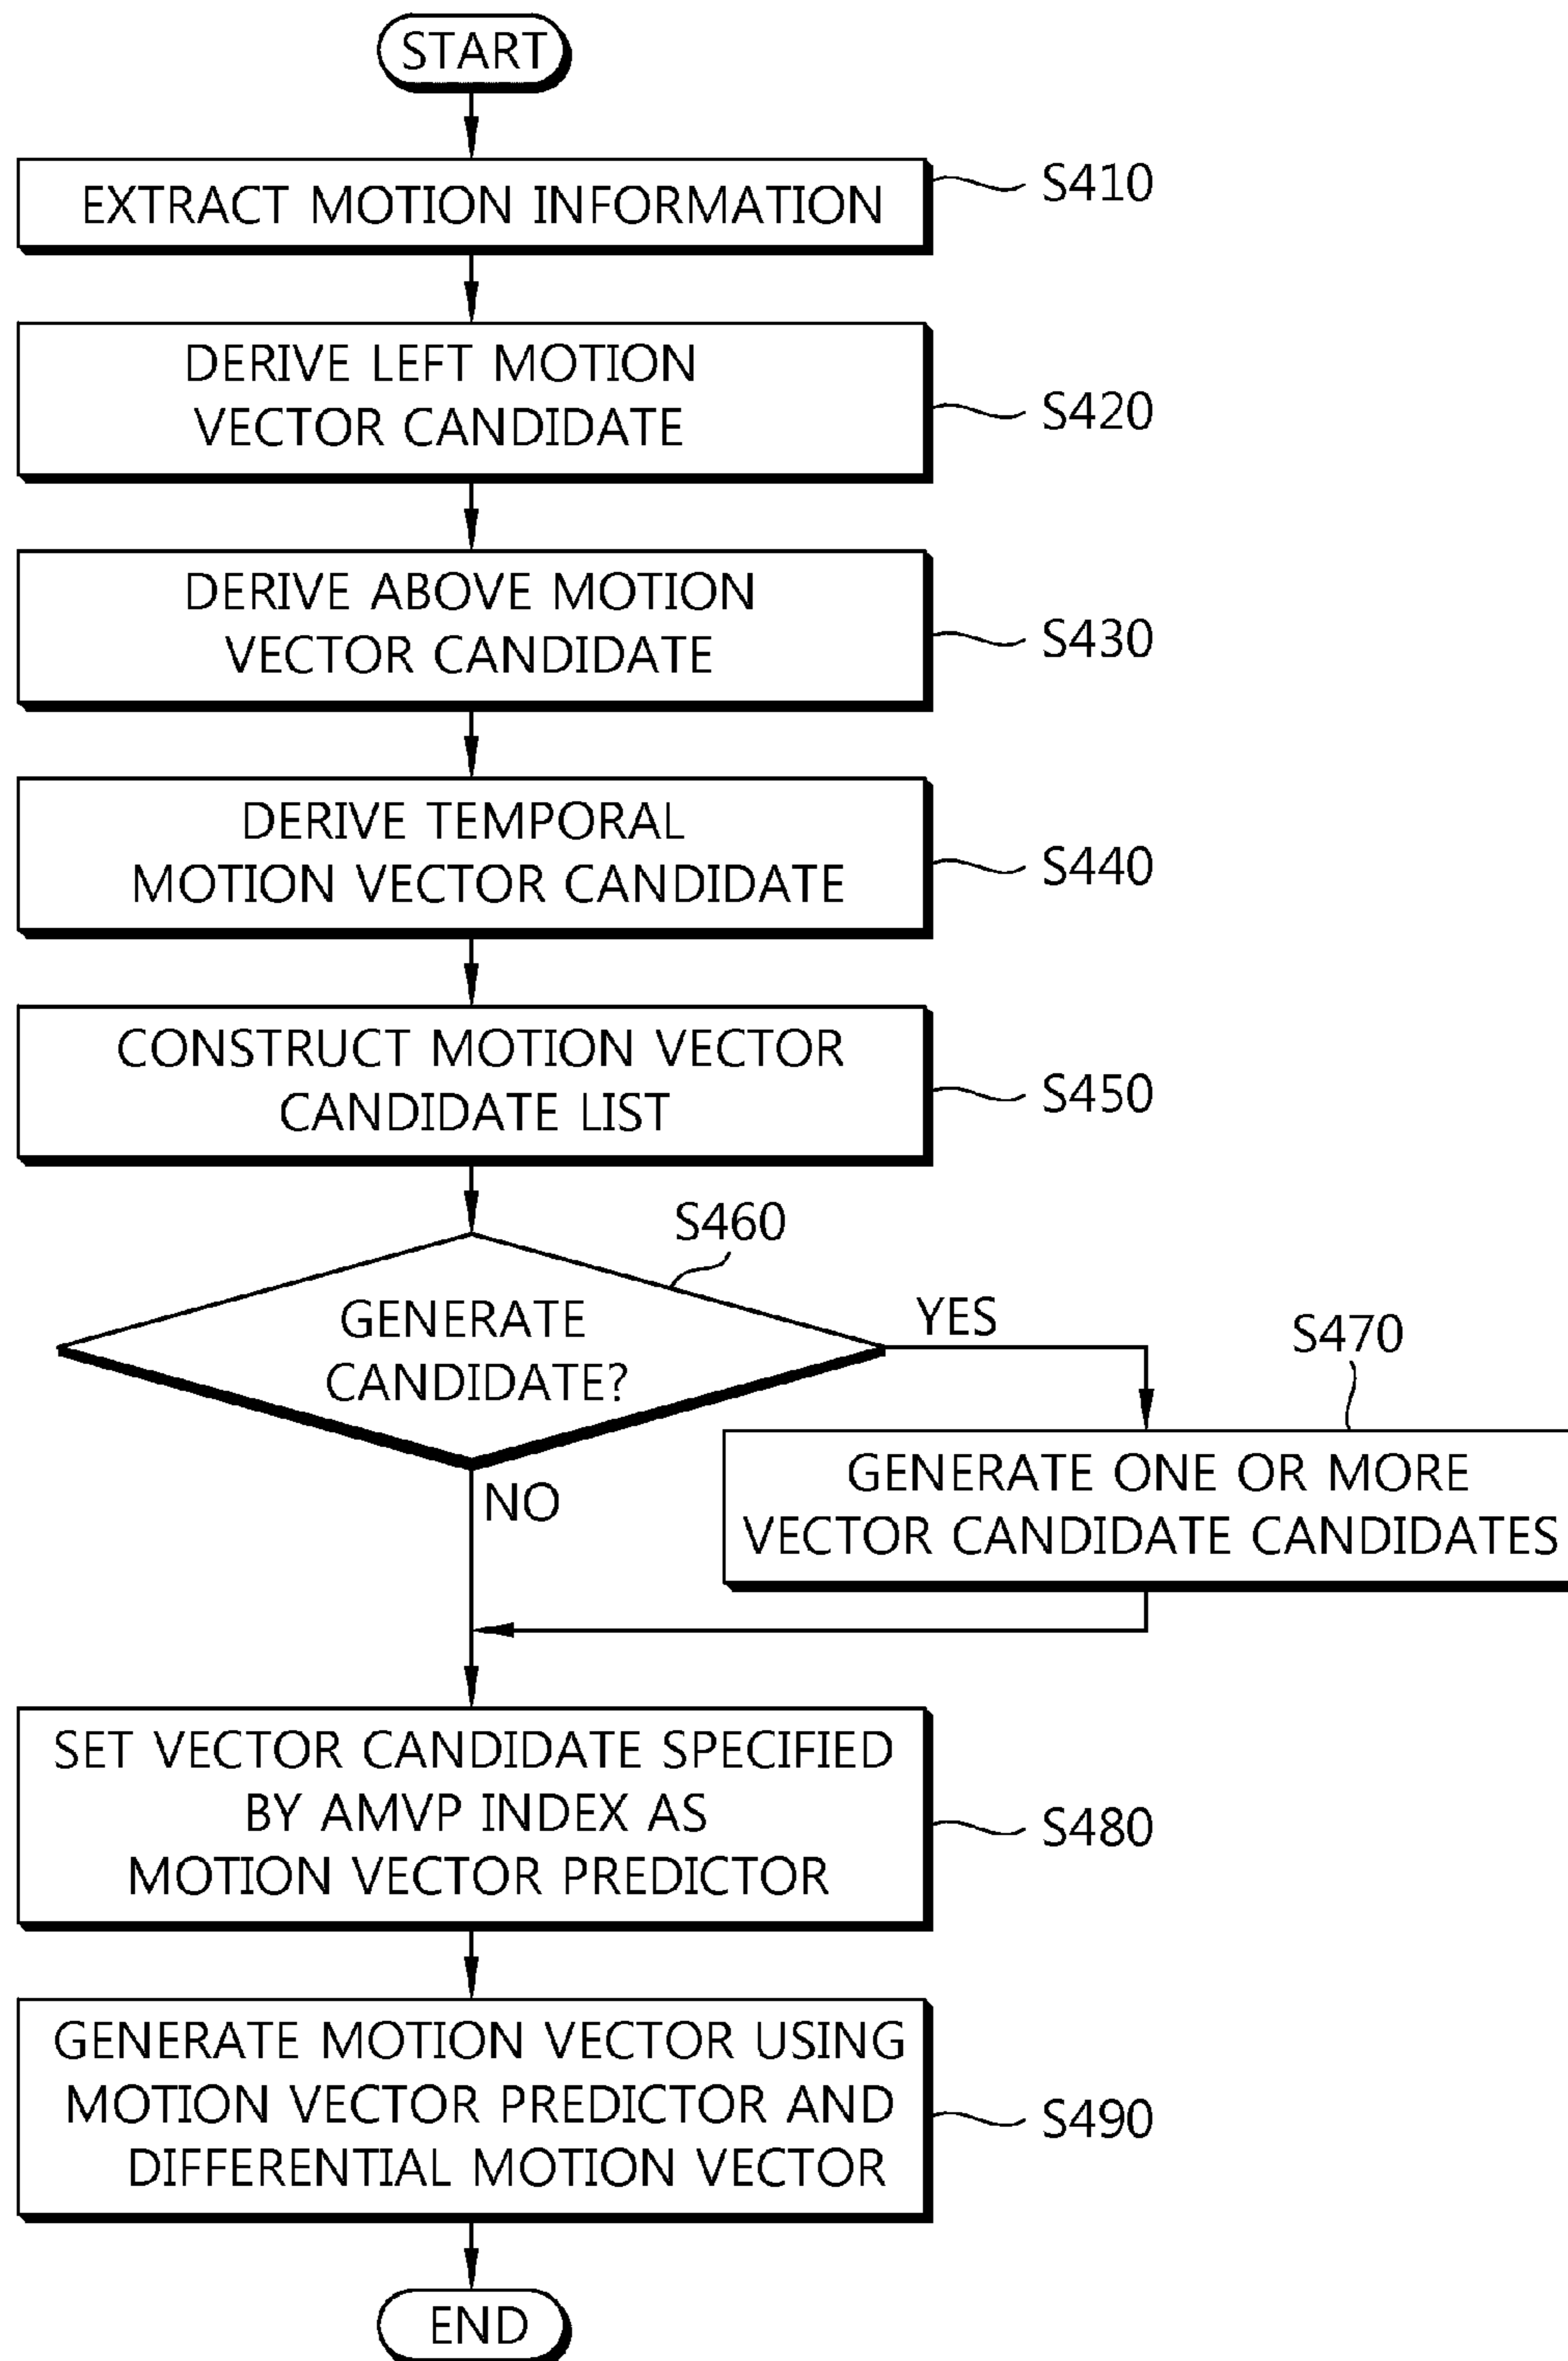 START
EXTRACT MOTION INFORMATION
S410
DERIVE LEFT MOTION
VECTOR CANDIDATE
S420
DERIVE ABOVE MOTION
VECTOR CANDIDATE
S430
DERIVE TEMPORAL
MOTION VECTOR CANDIDATE
S440
CONSTRUCT MOTION VECTOR
CANDIDATE LIST
S450
S460
GENERATE
CANDIDATE?
YES
NO
S470
GENERATE ONE OR MORE
VECTOR CANDIDATE CANDIDATES
SET VECTOR CANDIDATE SPECIFIED
BY AMVP INDEX AS
MOTION VECTOR PREDICTOR
S480
GENERATE MOTION VECTOR USING
MOTION VECTOR PREDICTOR AND
DIFFERENTIAL MOTION VECTOR
S490
END